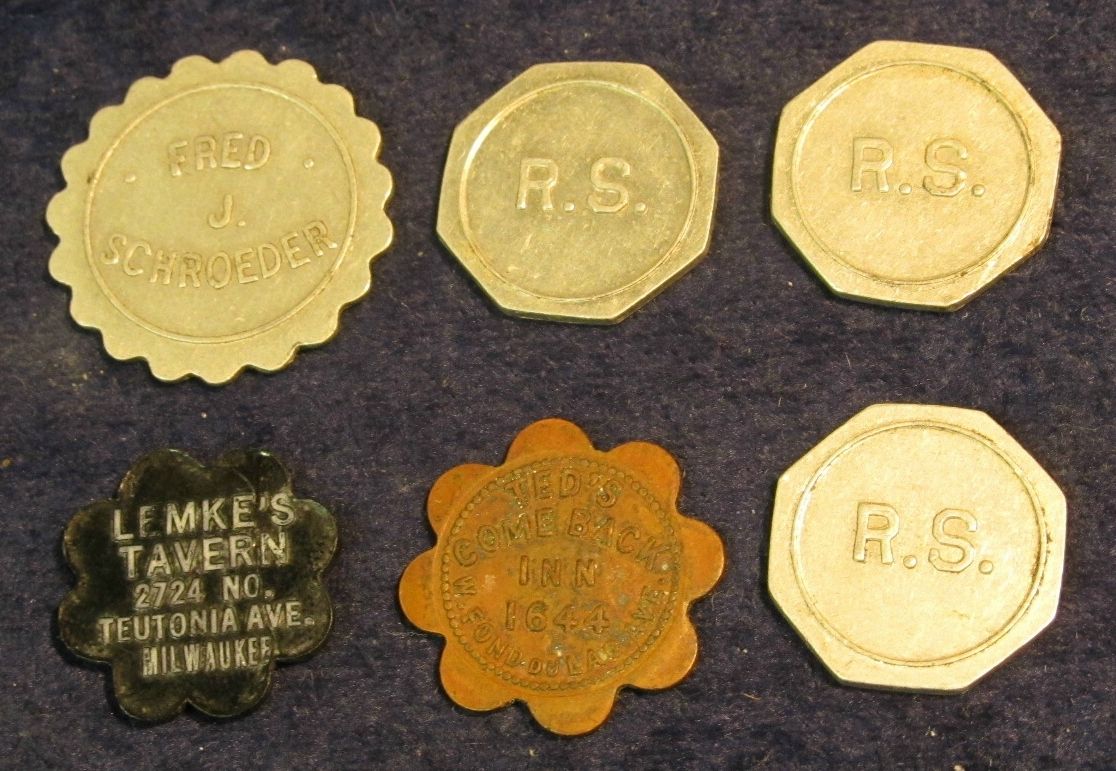 FRED
J.
SCHROEDER
R.S.
R.S.
LEMKE'S
TAVERN
2724 NO.
TEUTONIA AVE.
MILWAUKEE
TED'S
COME BACK
INN
1644
W. FOND DU LAC AVE.
R.S.